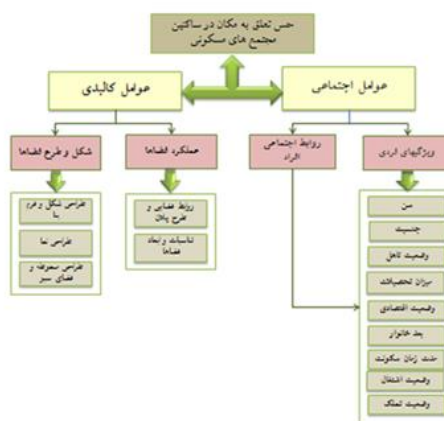 حس تعلق به مکان در ساکنین
مجتمع های مسکونی
عوامل کالبدی
عوامل اجتماعی
شکل و طرح فضاها
عملکرد فضاها
روابط اجتماعی
افراد
ویژگیهای فردی
طراحی شکل و فرم
بنا
طراحی نما
طراحی محوطه و
فضای سبز
روابط فضایی و
طرح پلان
تناسبات و ابعاد
فضاها
سن
جنسیت
وضعیت تاهل
میزان تحصیلات
وضعیت اقتصادی
بعد خانوار
مدت زمان سکونت
وضعیت اشتغال
وضعیت تملک